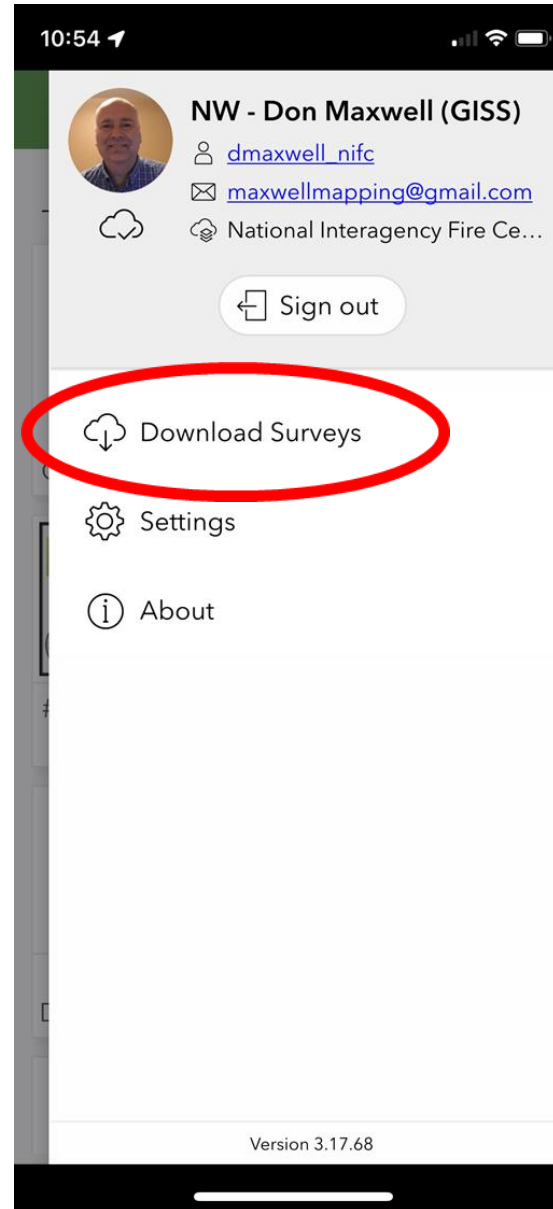 10:54
NW - Don Maxwell (GISS)
dmaxwell_nifc
maxwellmapping@gmail.com
National Interagency Fire Ce...
Sign out
Download Surveys
Settings
About
#
Version 3.17.68